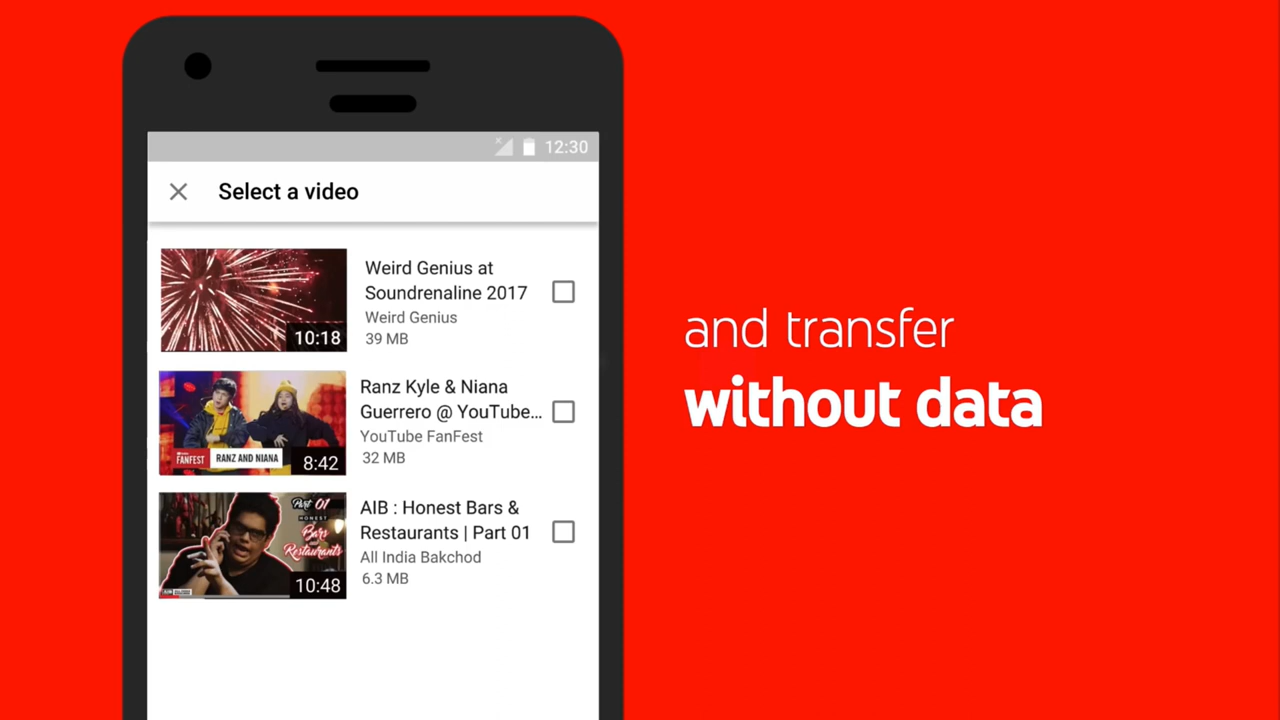 12:30
Select a video
Weird Genius at
Soundrenaline 2017
Weird Genius
39 MB
10:18
Ranz Kyle & Niana
Guerrero @ YouTube...
YouTube FanFest
32 MB
FANFEST
RANZ AND NIANA
8:42
AIB : Honest Bars &
Restaurants | Part 01
All India Bakchod
6.3 MB
Part 01
HONEST
Bars
Restaurants
10:48
and transfer
without data